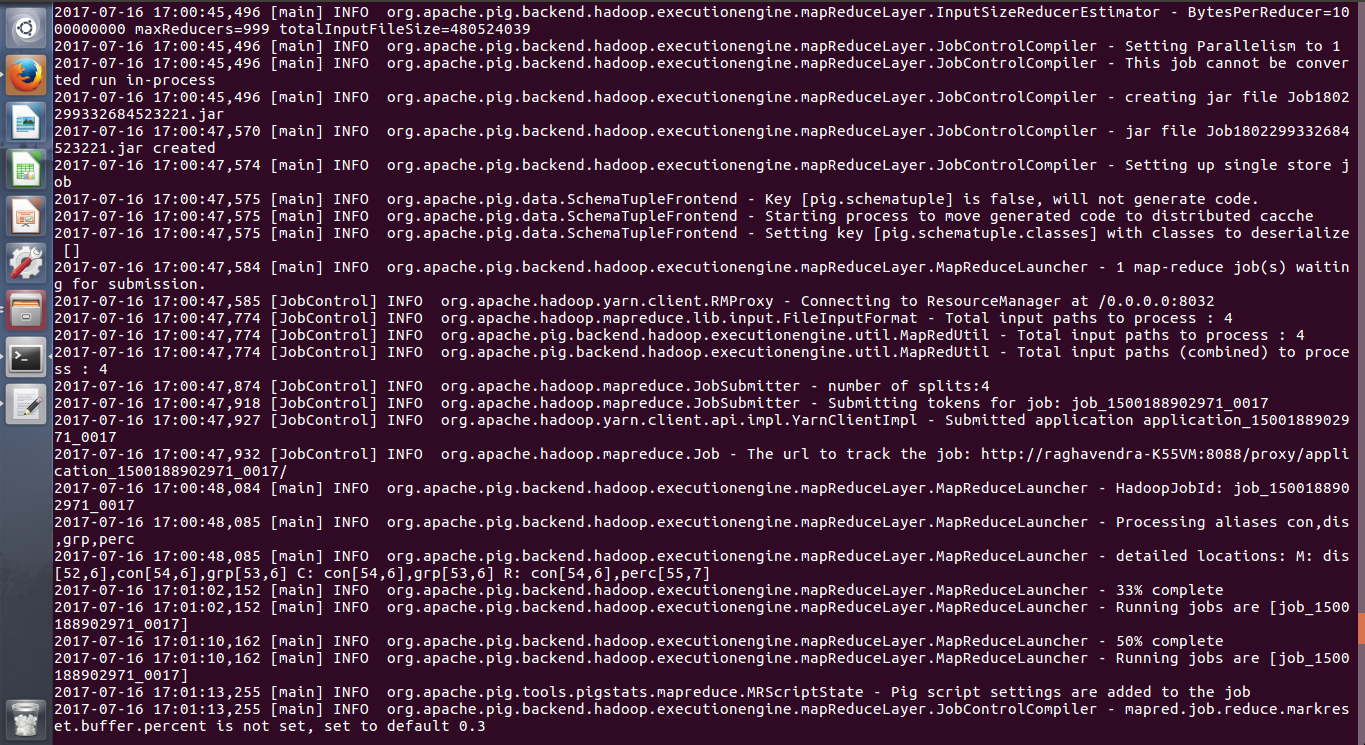 2017-07-16 17:00:45,496 [main] INFO  org.apache.pig.backend.hadoop.executionengine.mapReduceLayer.InputSizeReducerEstimator - BytesPerReducer=10
00000000 maxReducers=999 totalInputFileSize=480524039
2017-07-16 17:00:45,496 [main] INFO  org.apache.pig.backend.hadoop.executionengine.mapReduceLayer.JobControlCompiler - Setting Parallelism to 1
2017-07-16 17:00:45,496 [main] INFO  org.apache.pig.backend.hadoop.executionengine.mapReduceLayer.JobControlCompiler - This job cannot be conver
ted run in-process
2017-07-16 17:00:45,496 [main] INFO  org.apache.pig.backend.hadoop.executionengine.mapReduceLayer.JobControlCompiler - creating jar file Job1802
299332684523221.jar
2017-07-16 17:00:47,570 [main] INFO  org.apache.pig.backend.hadoop.executionengine.mapReduceLayer.JobControlCompiler - jar file Job1802299332684
523221.jar created
2017-07-16 17:00:47,574 [main] INFO  org.apache.pig.backend.hadoop.executionengine.mapReduceLayer.JobControlCompiler - Setting up single store j
ob
2017-07-16 17:00:47,575 [main] INFO  org.apache.pig.data.SchemaTupleFrontend - Key [pig.schematuple] is false, will not generate code.
2017-07-16 17:00:47,575 [main] INFO  org.apache.pig.data.SchemaTupleFrontend - Starting process to move generated code to distributed cacche
2017-07-16 17:00:47,575 [main] INFO  org.apache.pig.data.SchemaTupleFrontend - Setting key [pig.schematuple.classes] with classes to deserialize
 []
2017-07-16 17:00:47,584 [main] INFO  org.apache.pig.backend.hadoop.executionengine.mapReduceLayer.MapReduceLauncher - 1 map-reduce job(s) waitin
g for submission.
2017-07-16 17:00:47,585 [JobControl] INFO  org.apache.hadoop.yarn.client.RMProxy - Connecting to ResourceManager at /0.0.0.0:8032
2017-07-16 17:00:47,774 [JobControl] INFO  org.apache.hadoop.mapreduce.lib.input.FileInputFormat - Total input paths to process : 4
2017-07-16 17:00:47,774 [JobControl] INFO  org.apache.pig.backend.hadoop.executionengine.util.MapRedUtil - Total input paths to process : 4
2017-07-16 17:00:47,774 [JobControl] INFO  org.apache.pig.backend.hadoop.executionengine.util.MapRedUtil - Total input paths (combined) to proce
ss : 4
2017-07-16 17:00:47,874 [JobControl] INFO  org.apache.hadoop.mapreduce.JobSubmitter - number of splits:4
2017-07-16 17:00:47,918 [JobControl] INFO  org.apache.hadoop.mapreduce.JobSubmitter - Submitting tokens for job: job_1500188902971_0017
2017-07-16 17:00:47,927 [JobControl] INFO  org.apache.hadoop.yarn.client.api.impl.YarnClientImpl - Submitted application application_15001889029
71_0017
2017-07-16 17:00:47,932 [JobControl] INFO  org.apache.hadoop.mapreduce.Job - The url to track the job: http://raghavendra-K55VM:8088/proxy/appli
cation_1500188902971_0017/
2017-07-16 17:00:48,084 [main] INFO  org.apache.pig.backend.hadoop.executionengine.mapReduceLayer.MapReduceLauncher - HadoopJobId: job_150018890
2971_0017
2017-07-16 17:00:48,085 [main] INFO  org.apache.pig.backend.hadoop.executionengine.mapReduceLayer.MapReduceLauncher - Processing aliases con,dis
,grp,perc
2017-07-16 17:00:48,085 [main] INFO  org.apache.pig.backend.hadoop.executionengine.mapReduceLayer.MapReduceLauncher - detailed locations: M: dis
[52,6],con[54,6],grp[53,6] C: con[54,6],grp[53,6] R: con[54,6],perc[55,7]
2017-07-16 17:01:02,152 [main] INFO  org.apache.pig.backend.hadoop.executionengine.mapReduceLayer.MapReduceLauncher - 33% complete
2017-07-16 17:01:02,152 [main] INFO  org.apache.pig.backend.hadoop.executionengine.mapReduceLayer.MapReduceLauncher - Running jobs are [job_1500
188902971_0017]
2017-07-16 17:01:10,162 [main] INFO  org.apache.pig.backend.hadoop.executionengine.mapReduceLayer.MapReduceLauncher - 50% complete
2017-07-16 17:01:10,162 [main] INFO  org.apache.pig.backend.hadoop.executionengine.mapReduceLayer.MapReduceLauncher - Running jobs are [job_1500
188902971_0017]
2017-07-16 17:01:13,255 [main] INFO  org.apache.pig.tools.pigstats.mapreduce.MRScriptState - Pig script settings are added to the job
2017-07-16 17:01:13,255 [main] INFO  org.apache.pig.backend.hadoop.executionengine.mapReduceLayer.JobControlCompiler - mapred.job.reduce.markres
et.buffer.percent is not set, set to default 0.3